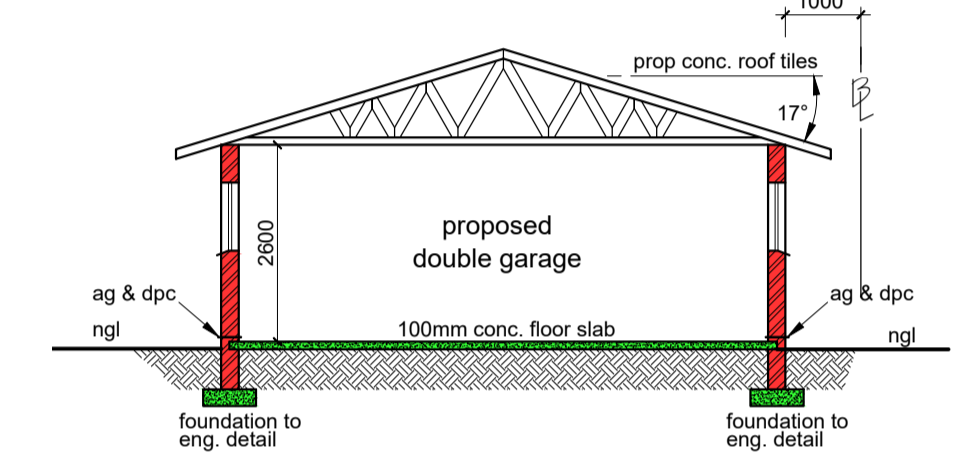 1000
prop conc. roof tiles
17°
BL
2600
proposed
double garage
ag & dpc
ag & dpc
ngl
100mm conc. floor slab
ngl
foundation to
eng. detail
foundation to
eng. detail